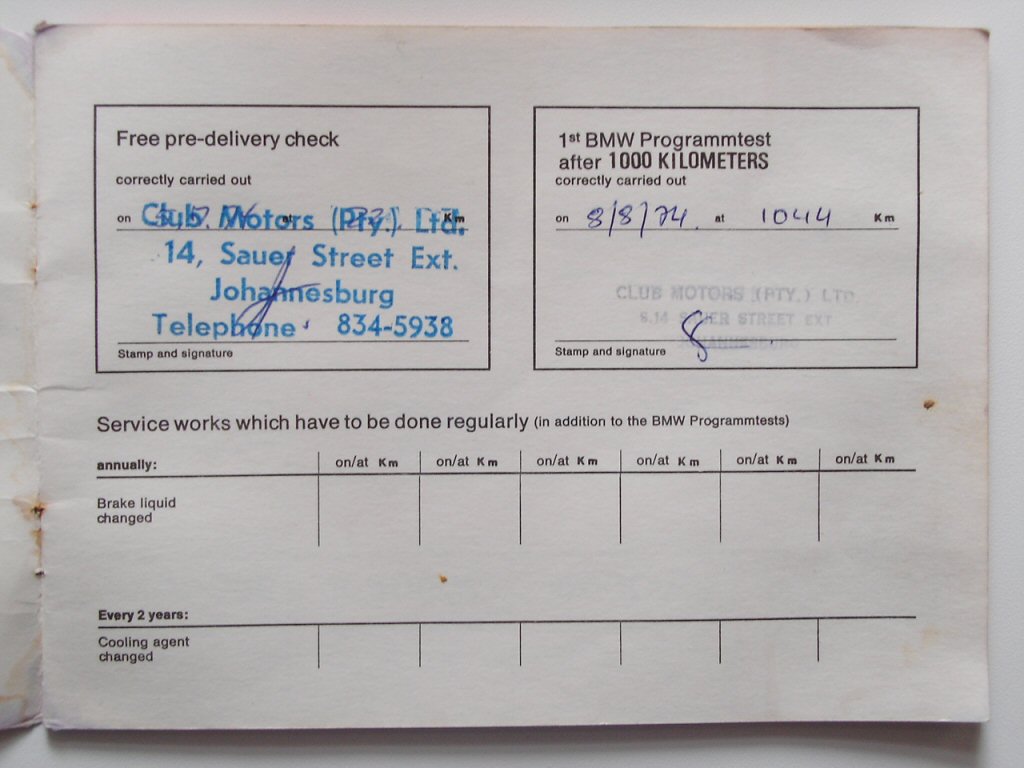 Free pre-delivery check
correctly carried out
on at Km
Club Motors (Pty.) Ltd.
14, Sauer Street Ext.
Johannesburg
Telephone 834-5938
Stamp and signature
1st BMW Programmtest
after 1000 KILOMETERS
correctly carried out
on 8/8/74. at 1044 Km
CLUB MOTORS (PTY.) LTD.
SAUER STREET EXT
JOHANNESBURG
Stamp and signature
Service works which have to be done regularly (in addition to the BMW Programmtests)
annually: on/at Km on/at Km on/at Km on/at Km on/at Km on/at Km
Brake liquid
changed
Every 2 years:
Cooling agent
changed